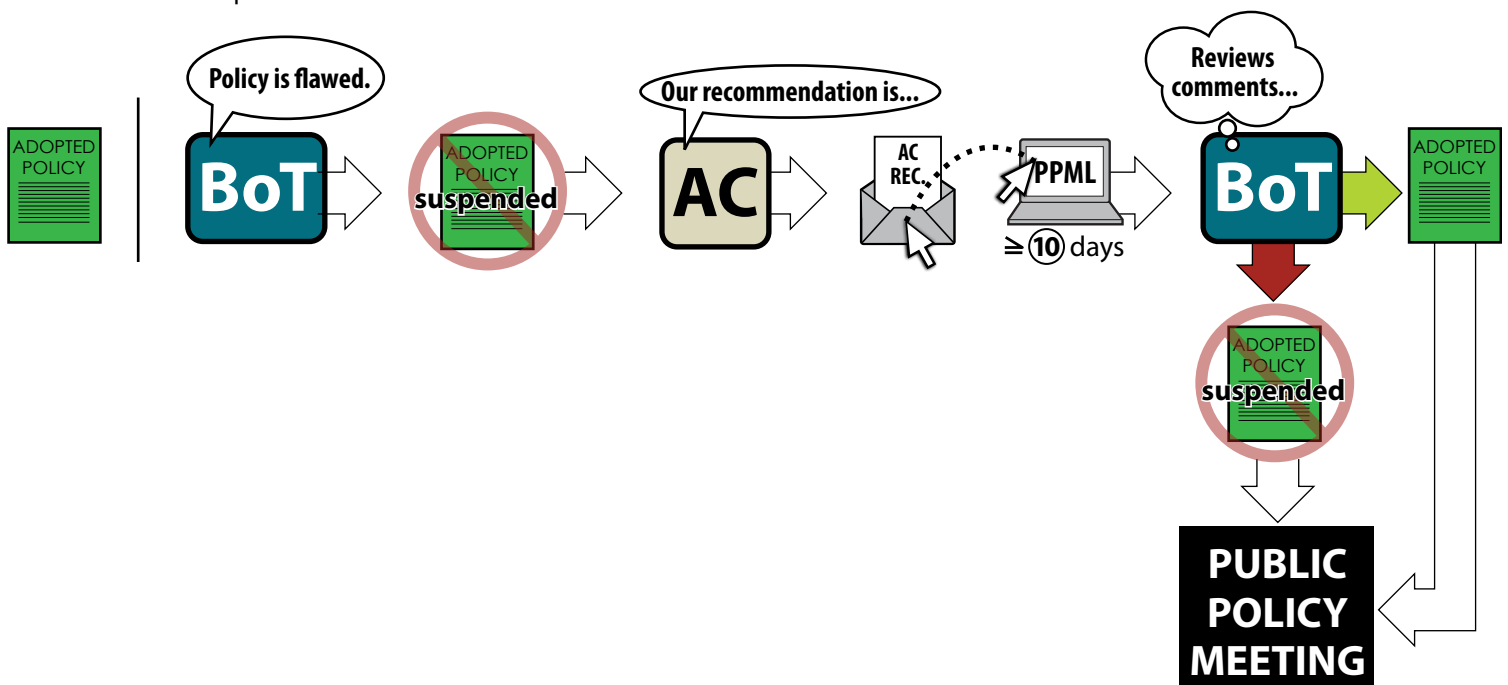 ADOPTED
POLICY
Policy is flawed.
BoT
ADOPTED
POLICY
suspended
Our recommendation is...
AC
AC
REC.
PPML
≥ 10 days
Reviews
comments...
BoT
ADOPTED
POLICY
ADOPTED
POLICY
suspended
PUBLIC
POLICY
MEETING